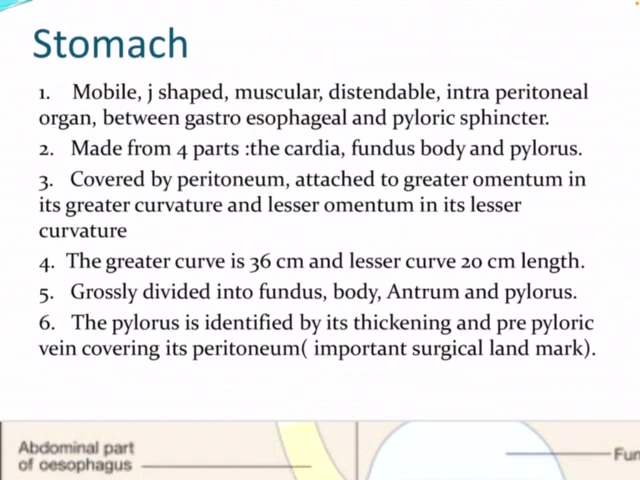 Stomach
1. Mobile, j shaped, muscular, distendable, intra peritoneal
organ, between gastro esophageal and pyloric sphincter.
2. Made from 4 parts :the cardia, fundus body and pylorus.
3. Covered by peritoneum, attached to greater omentum in
its greater curvature and lesser omentum in its lesser
curvature
4. The greater curve is 36 cm and lesser curve 20 cm length.
5. Grossly divided into fundus, body, Antrum and pylorus.
6. The pylorus is identified by its thickening and pre pyloric
vein covering its peritoneum( important surgical land mark).
Abdominal part
of oesophagus
Fun